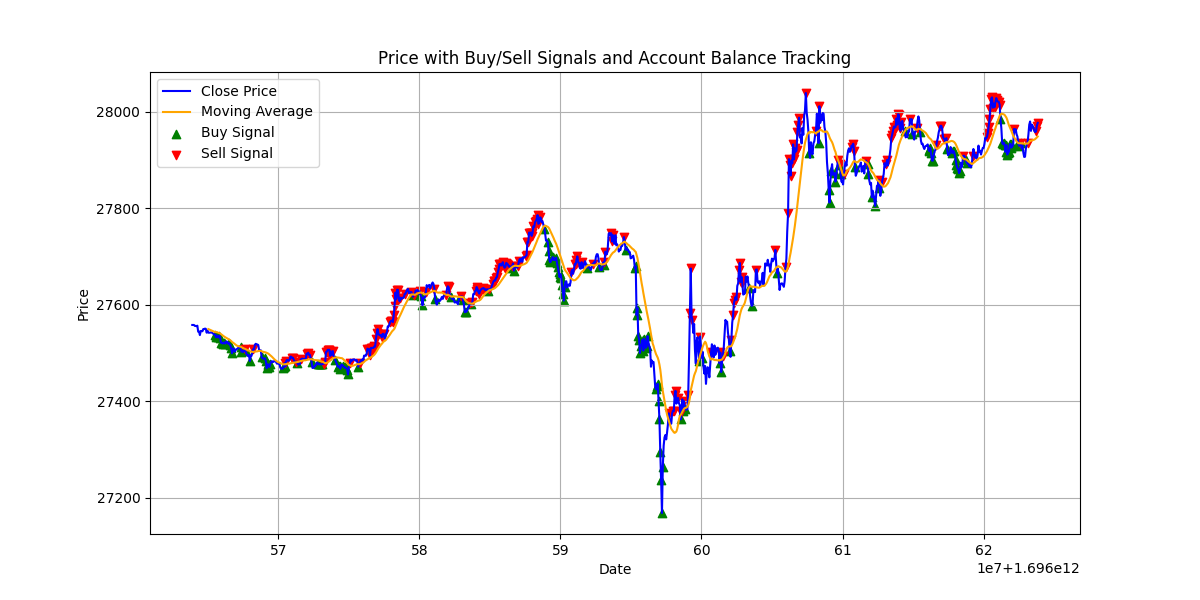 Price with Buy/Sell Signals and Account Balance Tracking
Close Price
Moving Average
Buy Signal
Sell Signal
28000
27800
27600
27400
27200
Price
57 58 59 60 61 62
Date
1e7+1.696e12